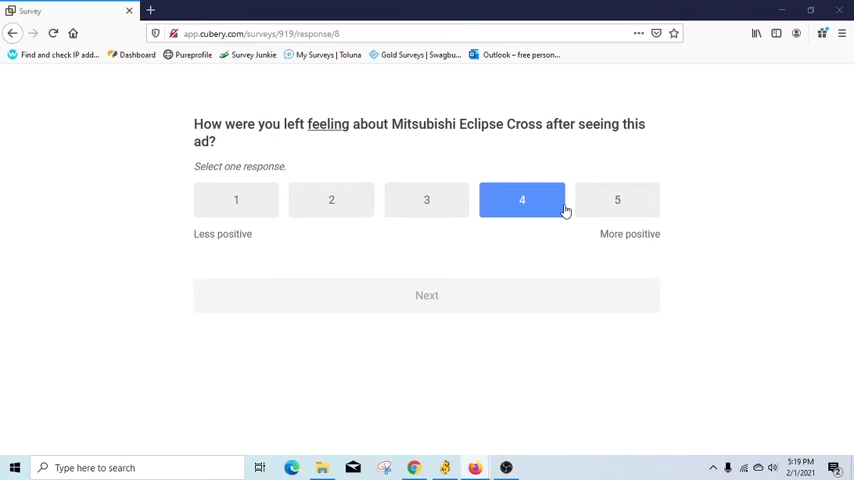 Survey
app.cubery.com/surveys/919/response/8
Find and check IP add... Dashboard Pureprofile Survey Junkie My Surveys | Toluna Gold Surveys | Swagbu... Outlook – free person...
How were you left feeling about Mitsubishi Eclipse Cross after seeing this
ad?
Select one response.
1 2 3 4 5
Less positive More positive
Next
Type here to search
5:19 PM
2/1/2021
2